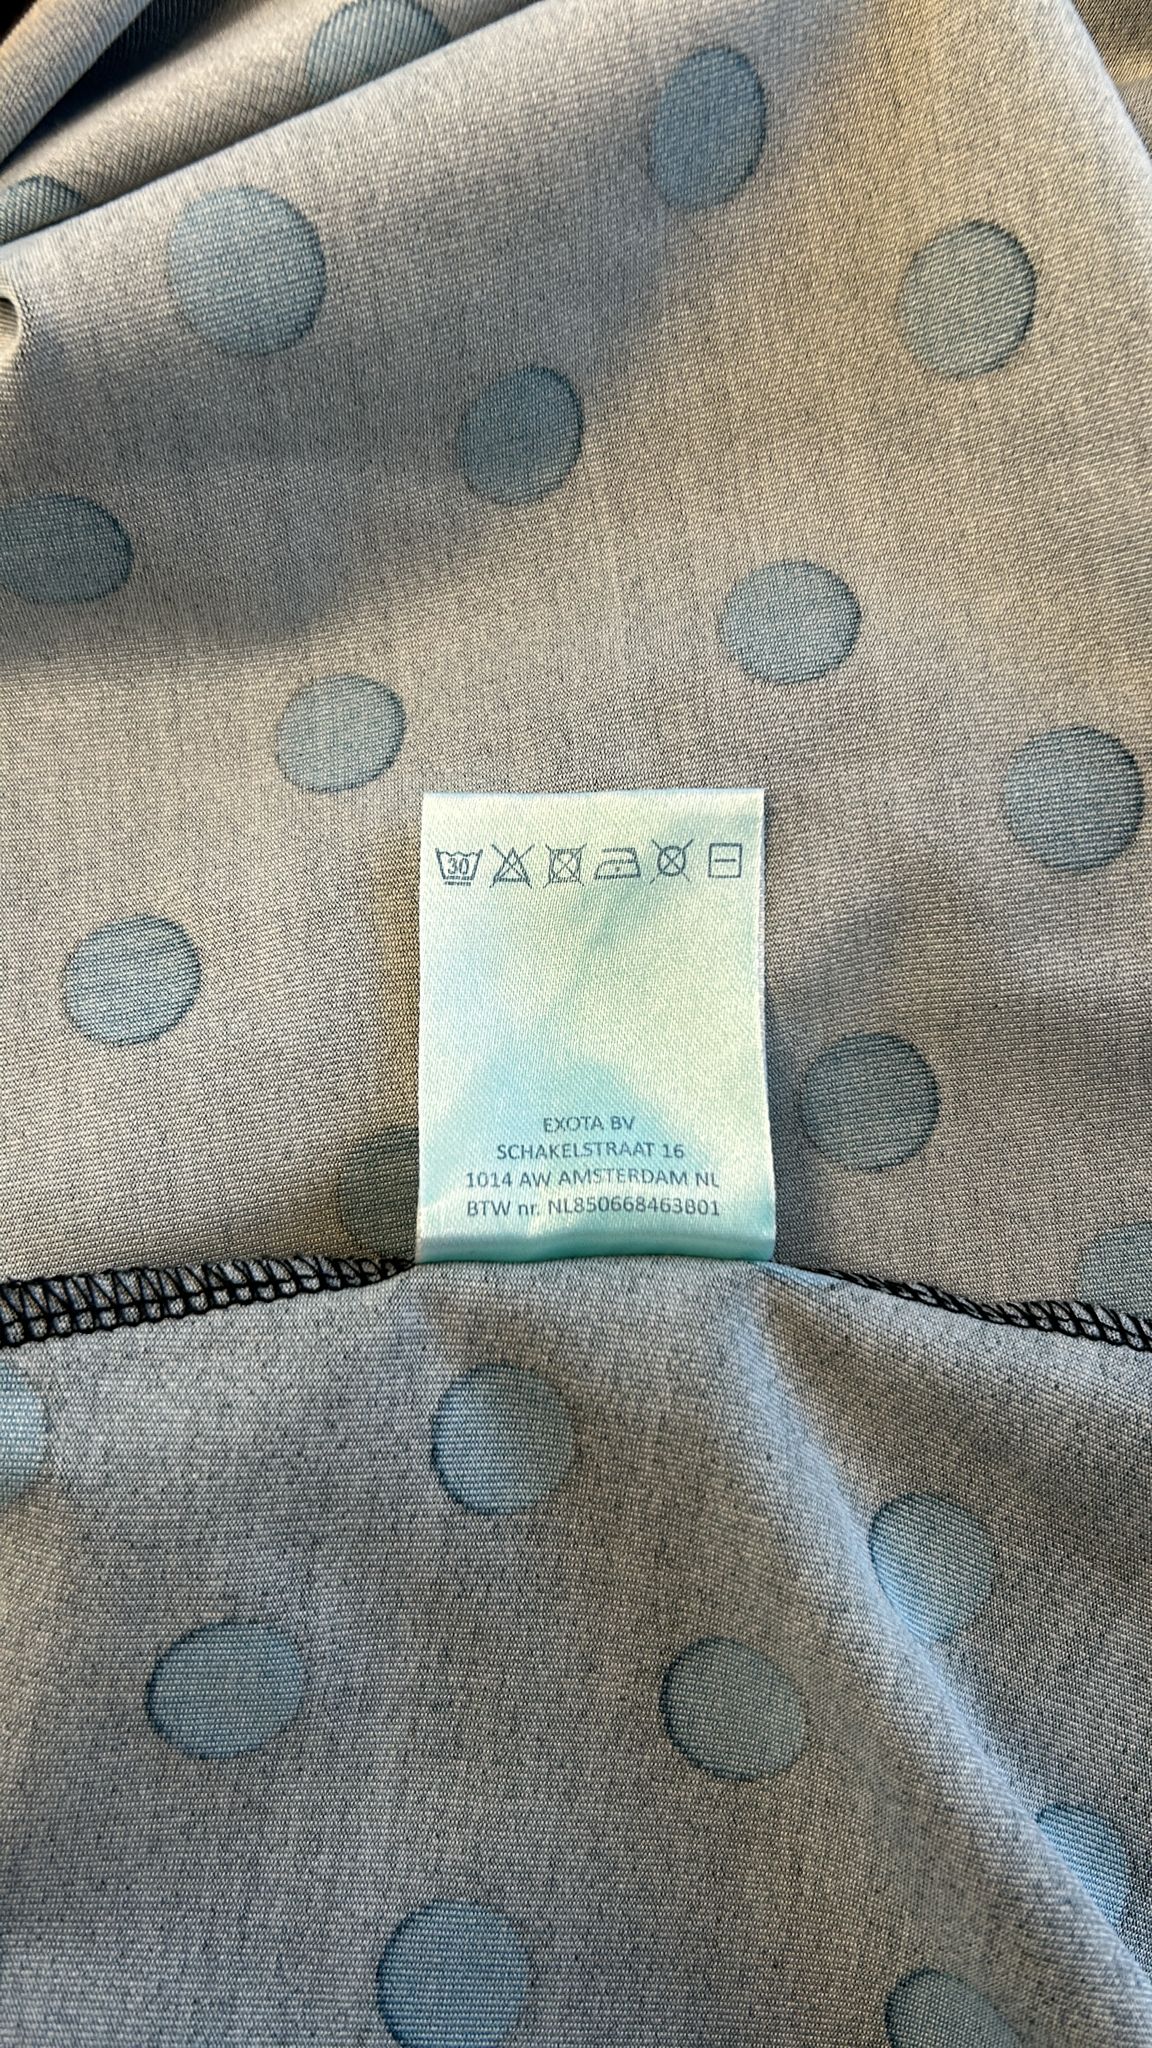 30
EXOTA BV
SCHAKELSTRAAT 16
1014 AW AMSTERDAM NL
BTW nr. NL850668463B01